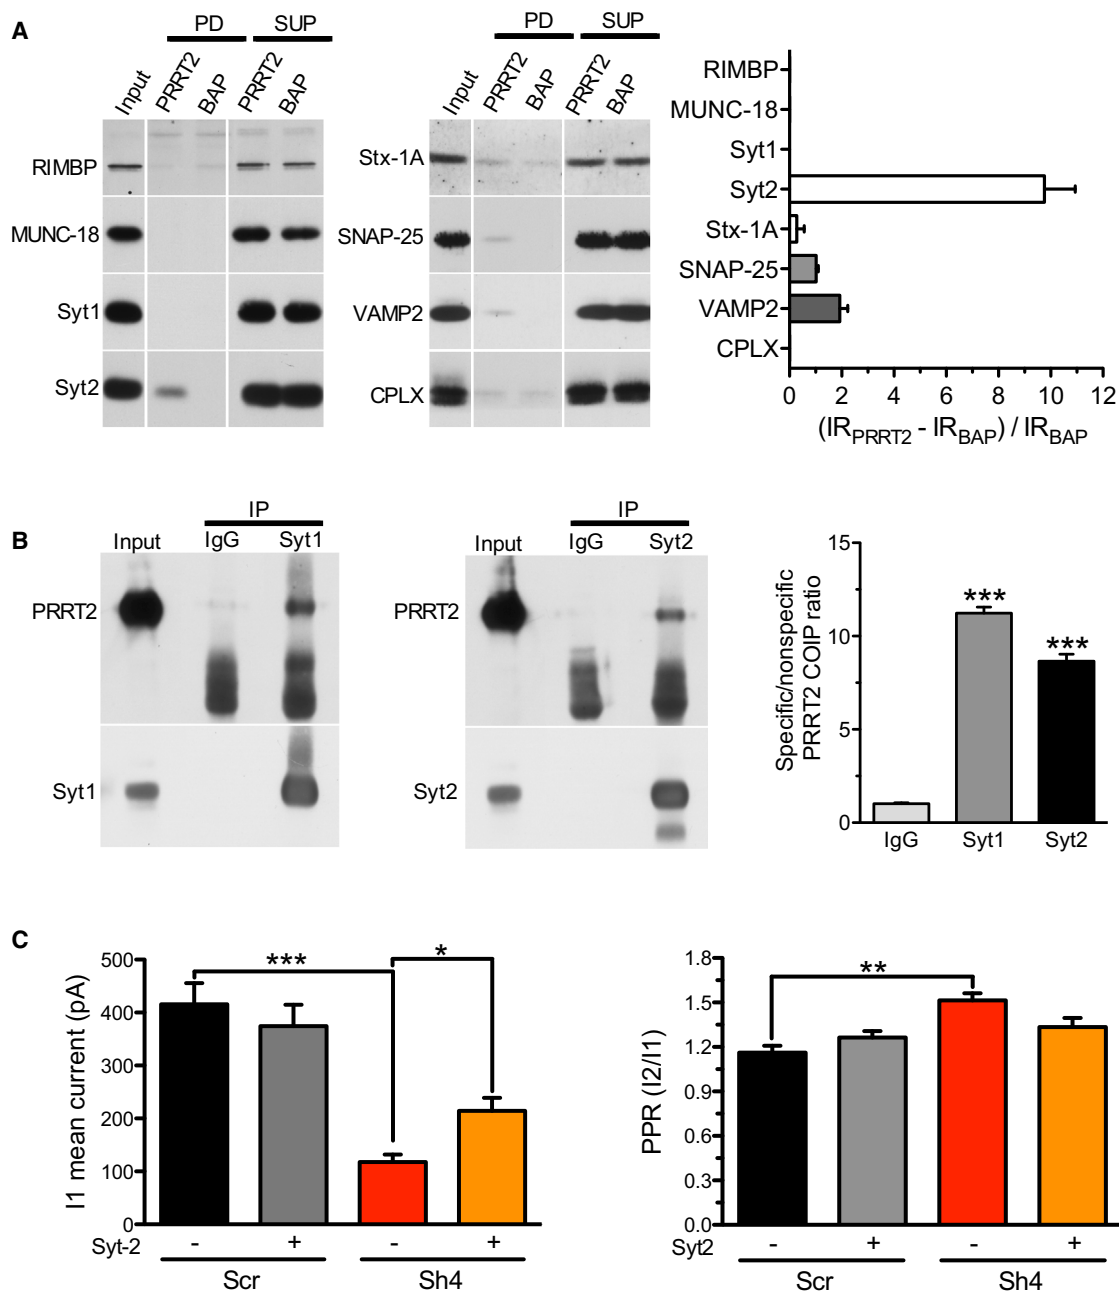 A
PD SUP
Input PRRT2 BAP PRRT2 BAP
RIMBP
MUNC-18
Syt1
Syt2
PD SUP
Input PRRT2 BAP PRRT2 BAP
Stx-1A
SNAP-25
VAMP2
CPLX
RIMBP
MUNC-18
Syt1
Syt2
Stx-1A
SNAP-25
VAMP2
CPLX
0 2 4 6 8 10 12
(IRPRRT2 - IRBAP) / IRBAP
B
IP
Input IgG Syt1
PRRT2
Syt1
IP
Input IgG Syt2
PRRT2
Syt2
Specific/nonspecific
PRRT2 COIP ratio
15
10
5
0
*** ***
IgG Syt1 Syt2
C
I1 mean current (pA)
500
400
300
200
100
0
*** *
Syt-2 - + - +
Scr Sh4
PPR (I2/I1)
1.8
1.5
1.2
0.9
0.6
0.3
0.0
**
Syt2 - + - +
Scr Sh4